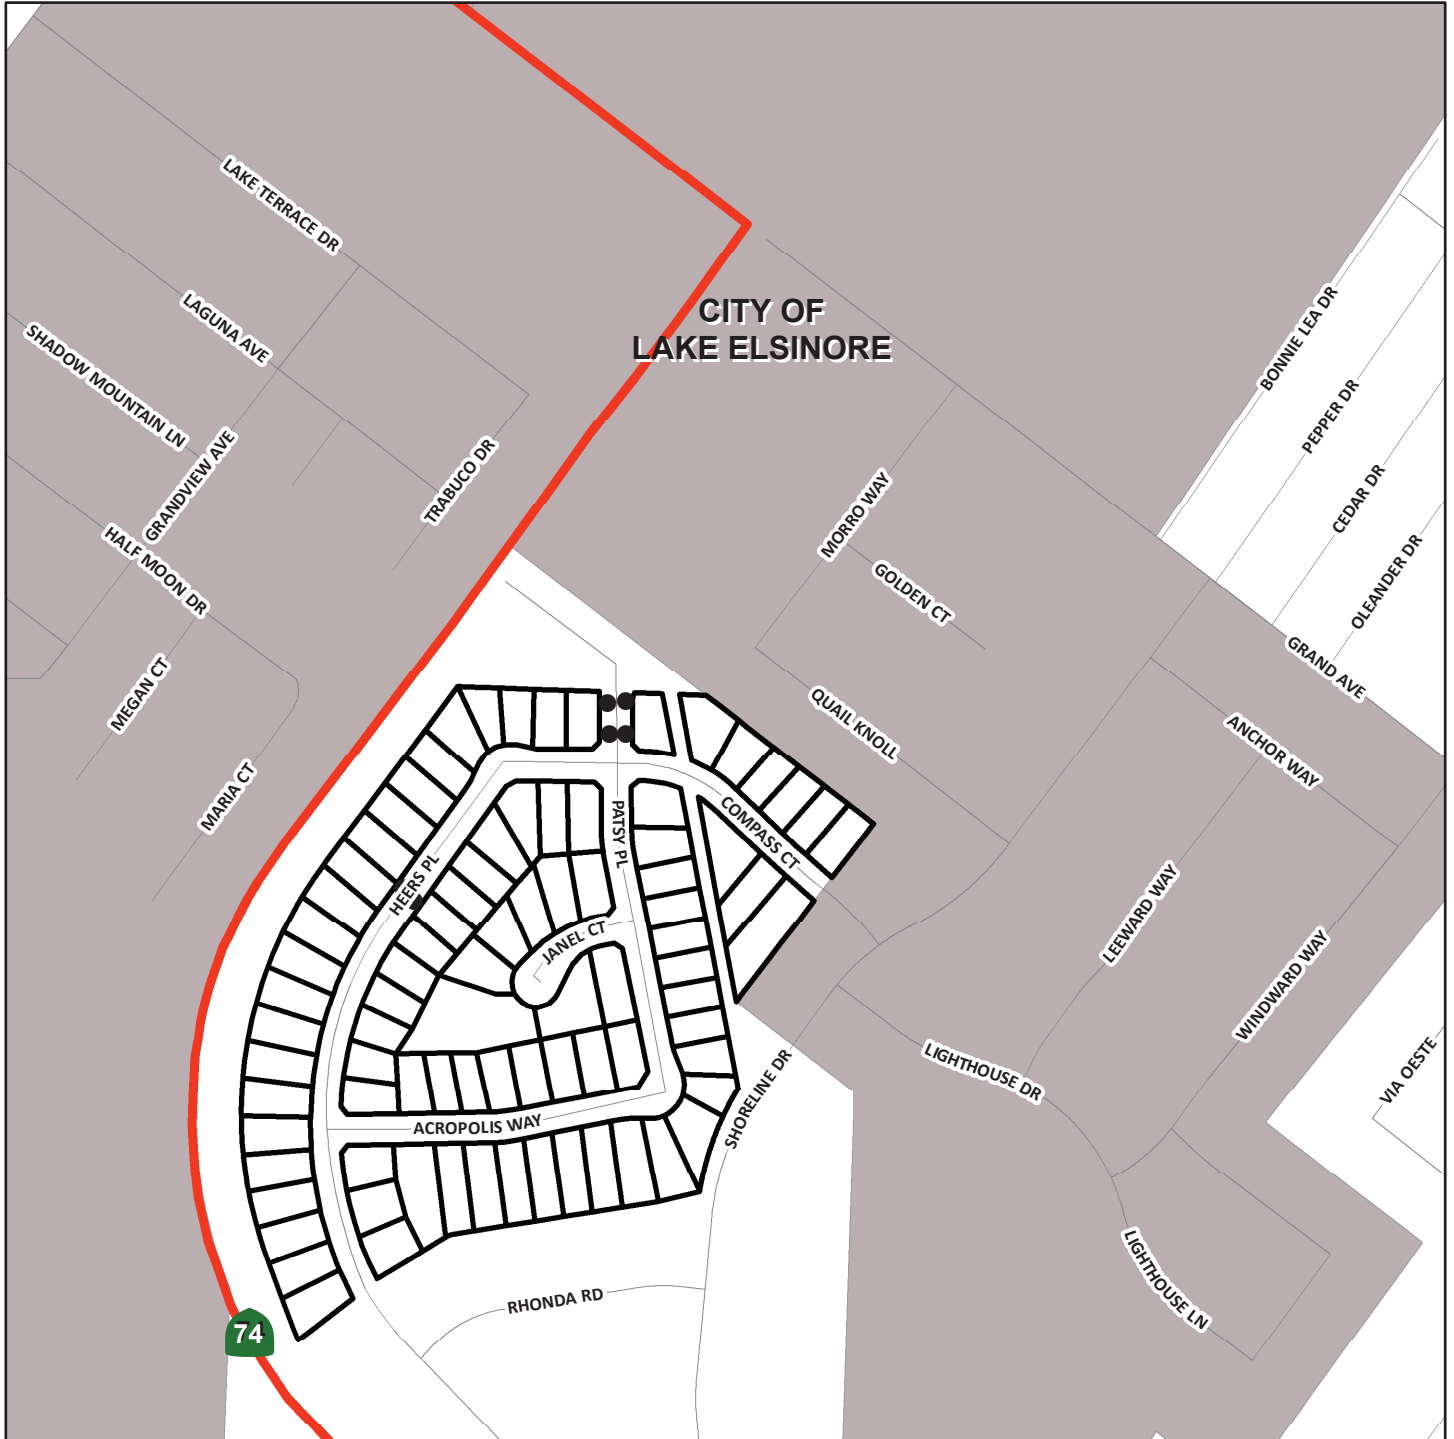 LAKE TERRACE DR
LAGUNA AVE
SHADOW MOUNTAIN LN
GRANDVIEW AVE
TRABUCO DR
HALF MOON DR
MEGAN CT
MARIA CT
CITY OF
LAKE ELSINORE
BONNIE LEA DR
PEPPER DR
CEDAR DR
OLEANDER DR
MORRO WAY
GOLDEN CT
GRAND AVE
QUAIL KNOLL
ANCHOR WAY
PATSY PL
COMPASS CT
HEERS PL
JANEL CT
LEEWARD WAY
WINDWARD WAY
ACROPOLIS WAY
SHORELINE DR
LIGHTHOUSE DR
VIA OESTE
LIGHTHOUSE LN
RHONDA RD
74